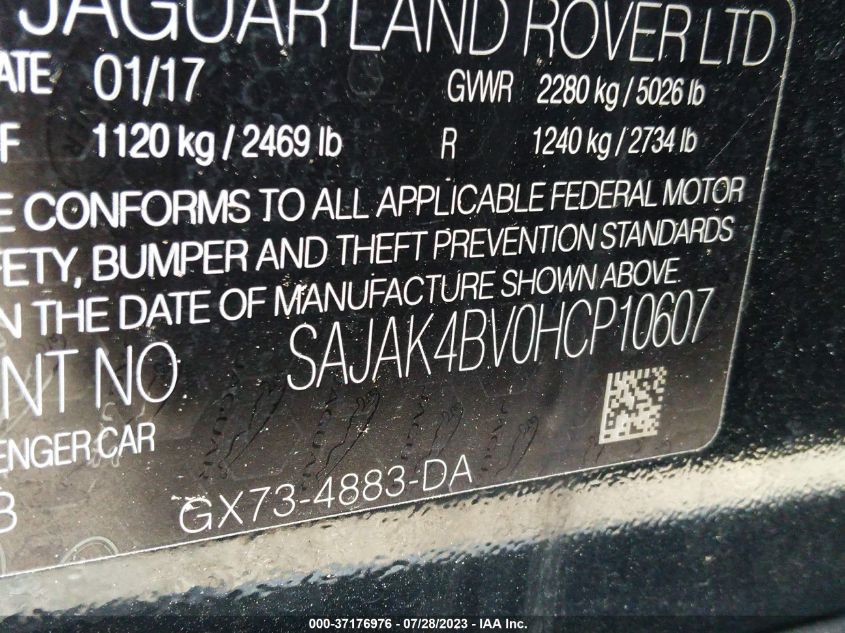 JAGUAR LAND ROVER LTD
ATE 01/17 GVWR 2280 kg / 5026 lb
F 1120 kg / 2469 lb R 1240 kg / 2734 lb
E CONFORMS TO ALL APPLICABLE FEDERAL MOTOR
FETY, BUMPER AND THEFT PREVENTION STANDARDS
N THE DATE OF MANUFACTURE SHOWN ABOVE
NT NO SAJAK4BV0HCP10607
ENGER CAR
3 GX73-4883-DA
000-37176976 / 07/28/2023 - IAA Inc.